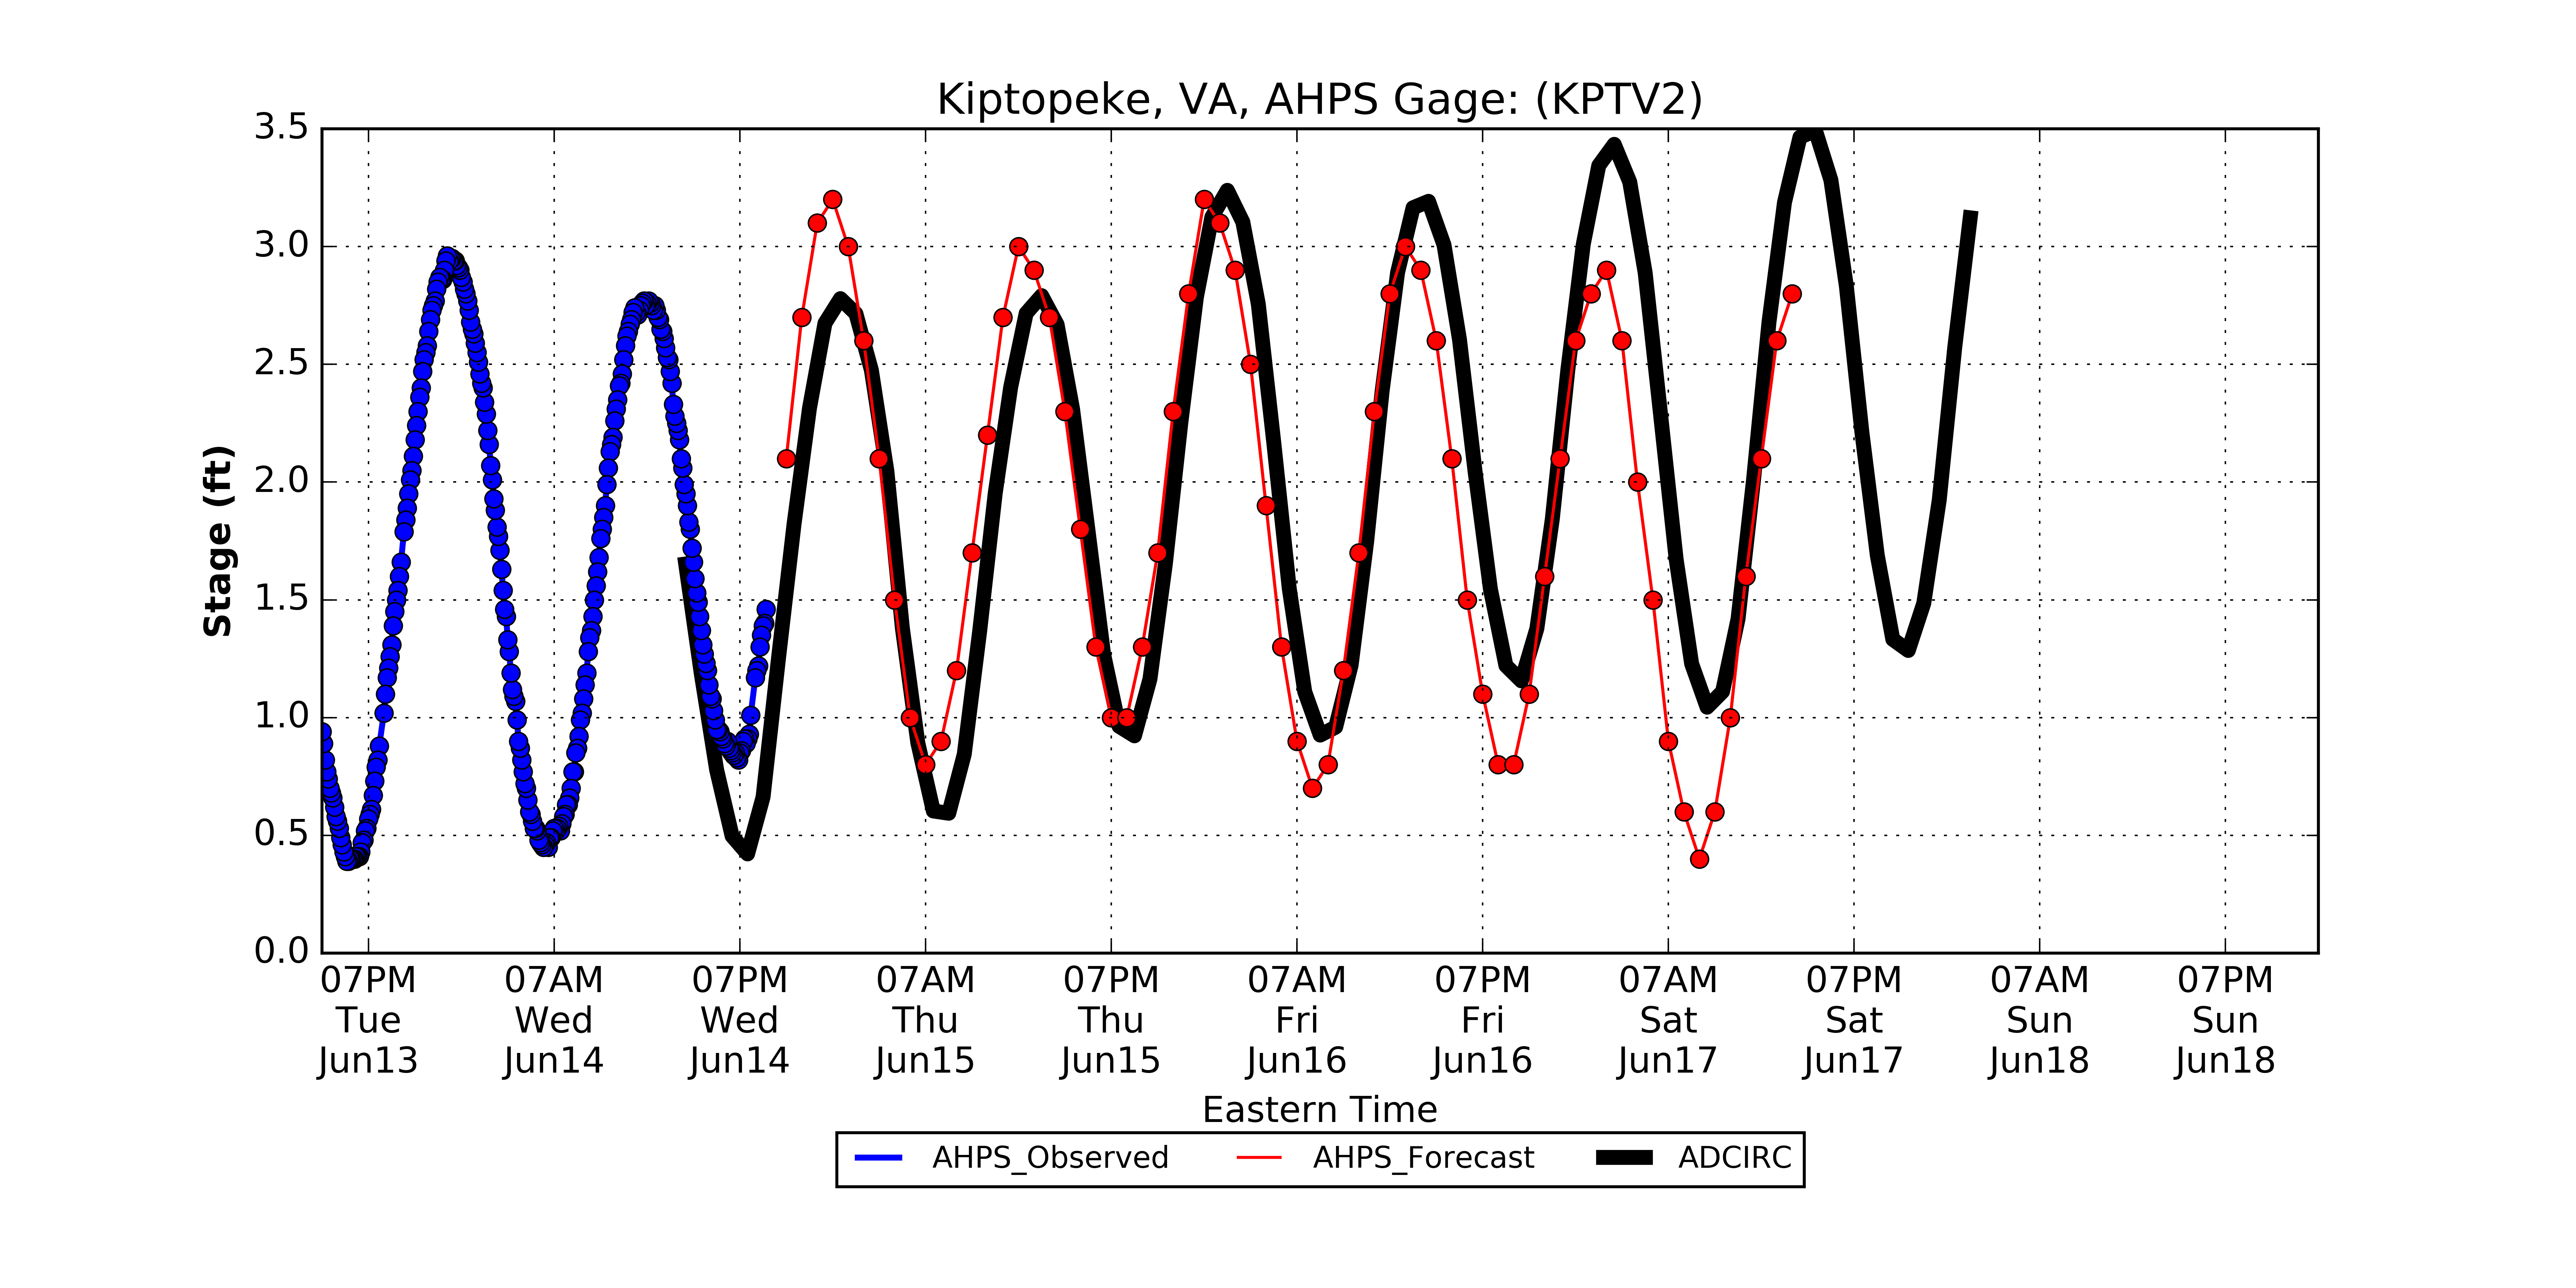 Kiptopeke, VA, AHPS Gage: (KPTV2)
Stage (ft)
3.5
3.0
2.5
2.0
1.5
1.0
0.5
0.0
07PM 07AM 07PM 07AM 07PM 07AM 07PM 07AM 07PM 07AM 07PM
Tue Wed Wed Thu Thu Fri Fri Sat Sat Sun Sun
Jun13 Jun14 Jun14 Jun15 Jun15 Jun16 Jun16 Jun17 Jun17 Jun18 Jun18
Eastern Time
AHPS_Observed AHPS_Forecast ADCIRC